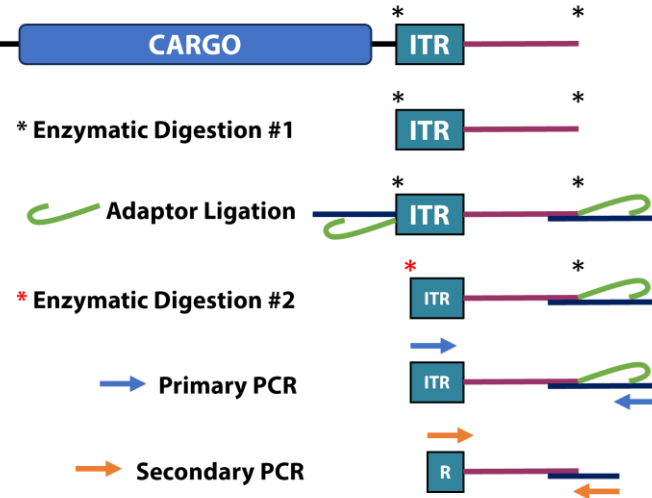 * *
CARGO ITR
* *
* Enzymatic Digestion #1 ITR
* *
Adaptor Ligation ITR
* *
* Enzymatic Digestion #2 ITR
Primary PCR ITR
Secondary PCR R